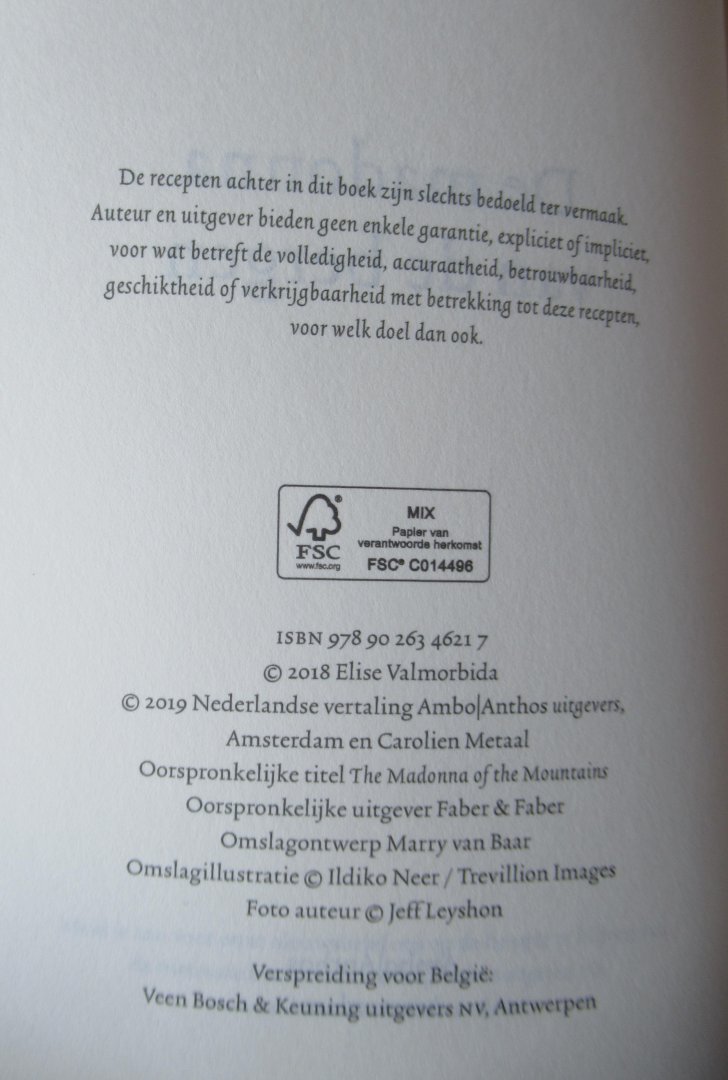 De recepten achter in dit boek zijn slechts bedoeld ter vermaak.
Auteur en uitgever bieden geen enkele garantie, expliciet of impliciet,
voor wat betreft de volledigheid, accuraatheid, betrouwbaarheid,
geschiktheid of verkrijgbaarheid met betrekking tot deze recepten,
voor welk doel dan ook.
FSC
www.fsc.org
MIX
Papier van
verantwoorde herkomst
FSC® C014496
ISBN 978 90 263 4621 7
© 2018 Elise Valmorbida
© 2019 Nederlandse vertaling Ambo|Anthos uitgevers,
Amsterdam en Carolien Metaal
Oorspronkelijke titel The Madonna of the Mountains
Oorspronkelijke uitgever Faber & Faber
Omslagontwerp Marry van Baar
Omslagillustratie © Ildiko Neer / Trevillion Images
Foto auteur © Jeff Leyshon
Verspreiding voor België:
Veen Bosch & Keuning uitgevers NV, Antwerpen